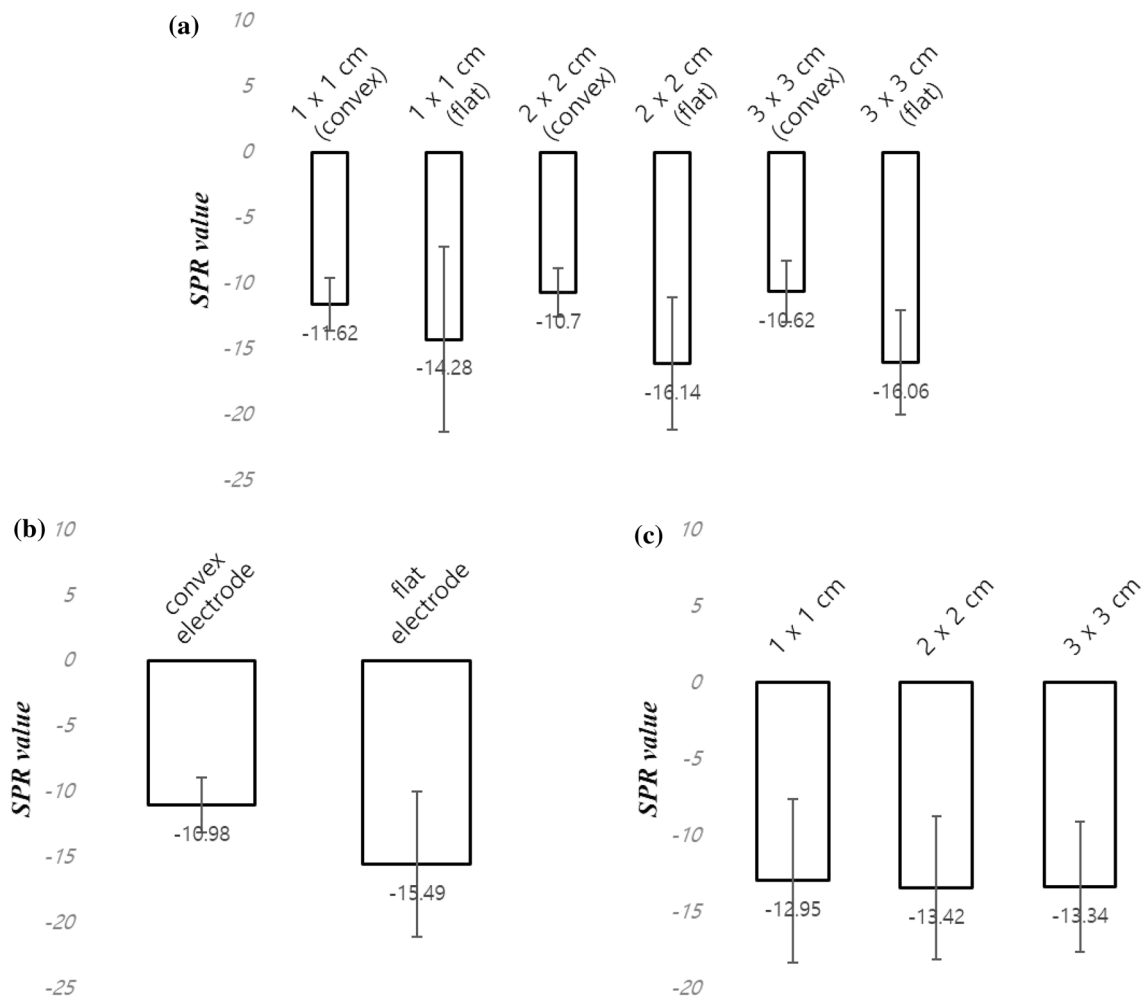 (a)
10
5
0
-5
-10
-15
-20
-25
SPR value
1 x 1 cm
(convex)
1 x 1 cm
(flat)
2 x 2 cm
(convex)
2 x 2 cm
(flat)
3 x 3 cm
(convex)
3 x 3 cm
(flat)
-11.62
-14.28
-10.7
-16.14
-10.62
-16.06
(b)
10
5
0
-5
-10
-15
-20
-25
SPR value
convex
electrode
flat
electrode
-10.98
-15.49
(c)
10
5
0
-5
-10
-15
-20
SPR value
1 x 1 cm
2 x 2 cm
3 x 3 cm
-12.95
-13.42
-13.34